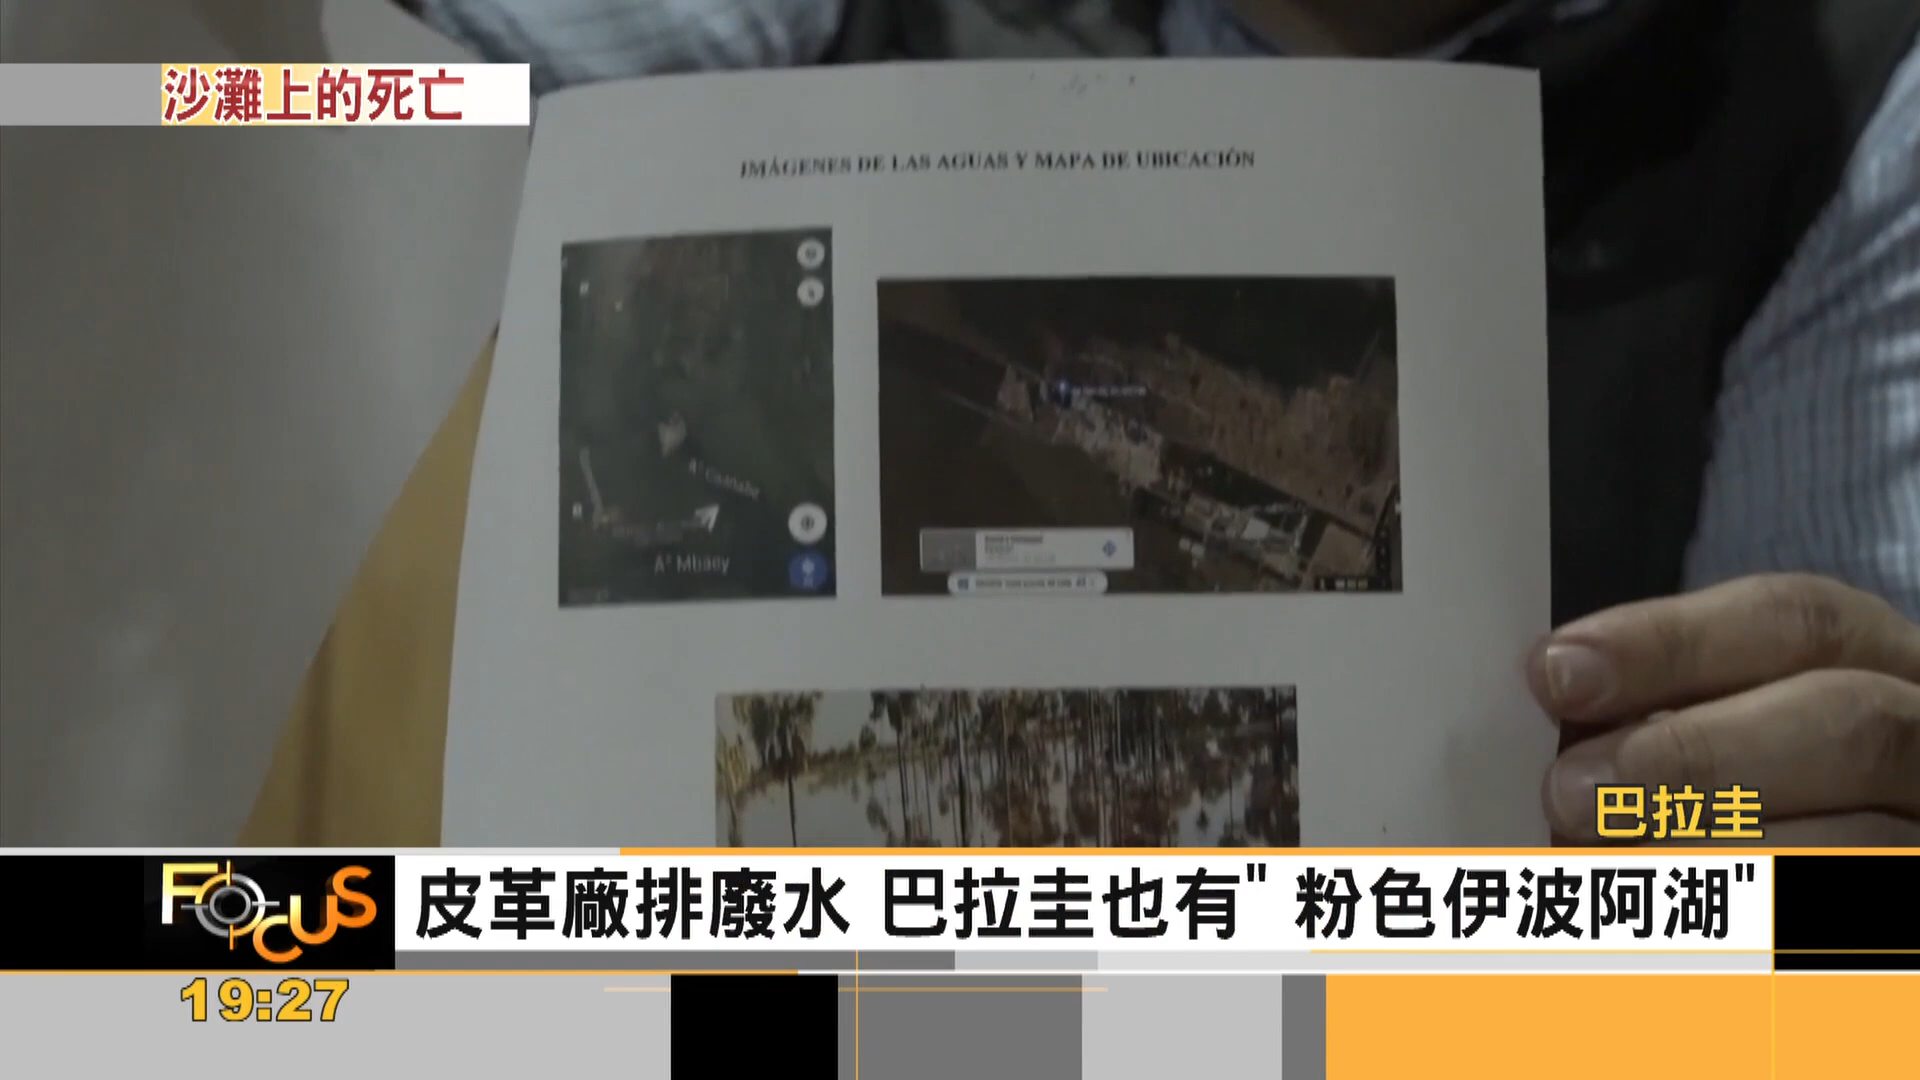 沙灘上的死亡
IMÁGENES DE LAS AGUAS Y MAPA DE UBICACIÓN
Aº Mbaey
巴拉圭
FOCUS
皮革廠排廢水 巴拉圭也有" 粉色伊波阿湖"
19:27